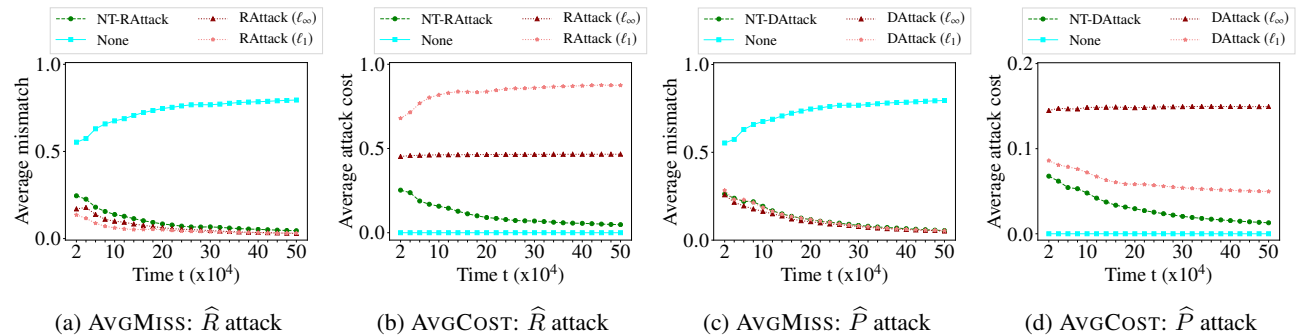 NT-RAttack RAttack (ℓ∞)
None RAttack (ℓ1)
1.0
0.5
0.0
Average mismatch
2 10 20 30 40 50
Time t (x10⁴)
(a) AVGMISS: R̂ attack
NT-RAttack RAttack (ℓ∞)
None RAttack (ℓ1)
1.0
0.5
0.0
Average attack cost
2 10 20 30 40 50
Time t (x10⁴)
(b) AVGCOST: R̂ attack
NT-DAttack DAttack (ℓ∞)
None DAttack (ℓ1)
1.0
0.5
0.0
Average mismatch
2 10 20 30 40 50
Time t (x10⁴)
(c) AVGMISS: P̂ attack
NT-DAttack DAttack (ℓ∞)
None DAttack (ℓ1)
0.2
0.1
0.0
Average attack cost
2 10 20 30 40 50
Time t (x10⁴)
(d) AVGCOST: P̂ attack